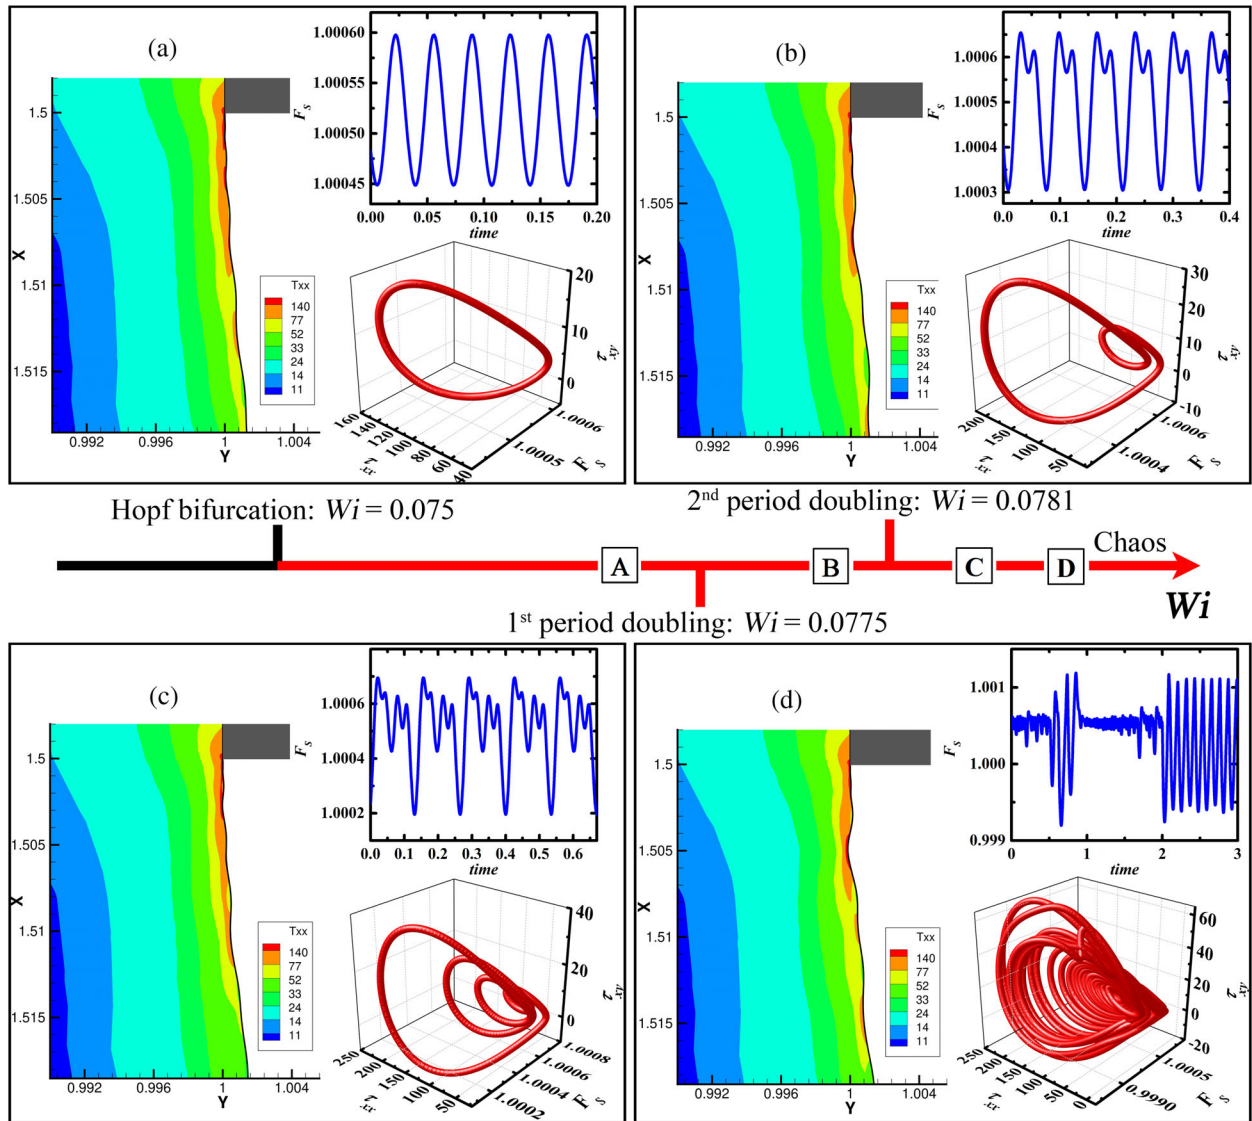 (a)
1.5
1.505
1.51
1.515
X
0.992 0.996 1 1.004
Y
Txx
140
77
52
33
24
14
11
1.00060
1.00055
1.00050
1.00045
F_s
0.00 0.05 0.10 0.15 0.20
time
20
10
0
τ_xy
160 140 120 100 80 60 40
τ_xx
1.0005 1.0006
F_s
(b)
1.5
1.505
1.51
1.515
X
0.992 0.996 1 1.004
Y
Txx
140
77
52
33
24
14
11
1.0006
1.0005
1.0004
1.0003
F_s
0.0 0.1 0.2 0.3 0.4
time
30
20
10
0
-10
τ_xy
200 150 100 50
τ_xx
1.0004 1.0006
F_s
Hopf bifurcation: Wi = 0.075
2nd period doubling: Wi = 0.0781
A B C D
Chaos
Wi
1st period doubling: Wi = 0.0775
(c)
1.5
1.505
1.51
1.515
X
0.992 0.996 1 1.004
Txx
140
77
52
33
24
14
11
0.0 0.1 0.2 0.3 0.4 0.5 0.6
1.0006
1.0004
1.0002
F_s
time
40
20
0
τ_xy
250 200 150 100 50
τ_xx
1.0002 1.0004 1.0006 1.0008
F_s
(d)
1.5
1.505
1.51
1.515
X
0.992 0.996 1 1.004
Y
Txx
140
77
52
33
24
14
11
1.001
1.000
0.999
F_s
0 1 2 3
time
60
40
20
0
-20
τ_xy
250 200 150 100 50 0
τ_xx
0.9990 1.0005
F_s